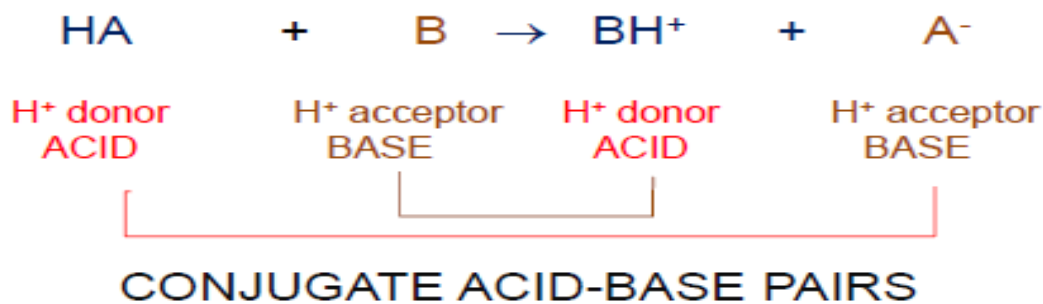 HA + B → BH⁺ + A⁻
H⁺ donor H⁺ acceptor H⁺ donor H⁺ acceptor
ACID BASE ACID BASE
CONJUGATE ACID-BASE PAIRS